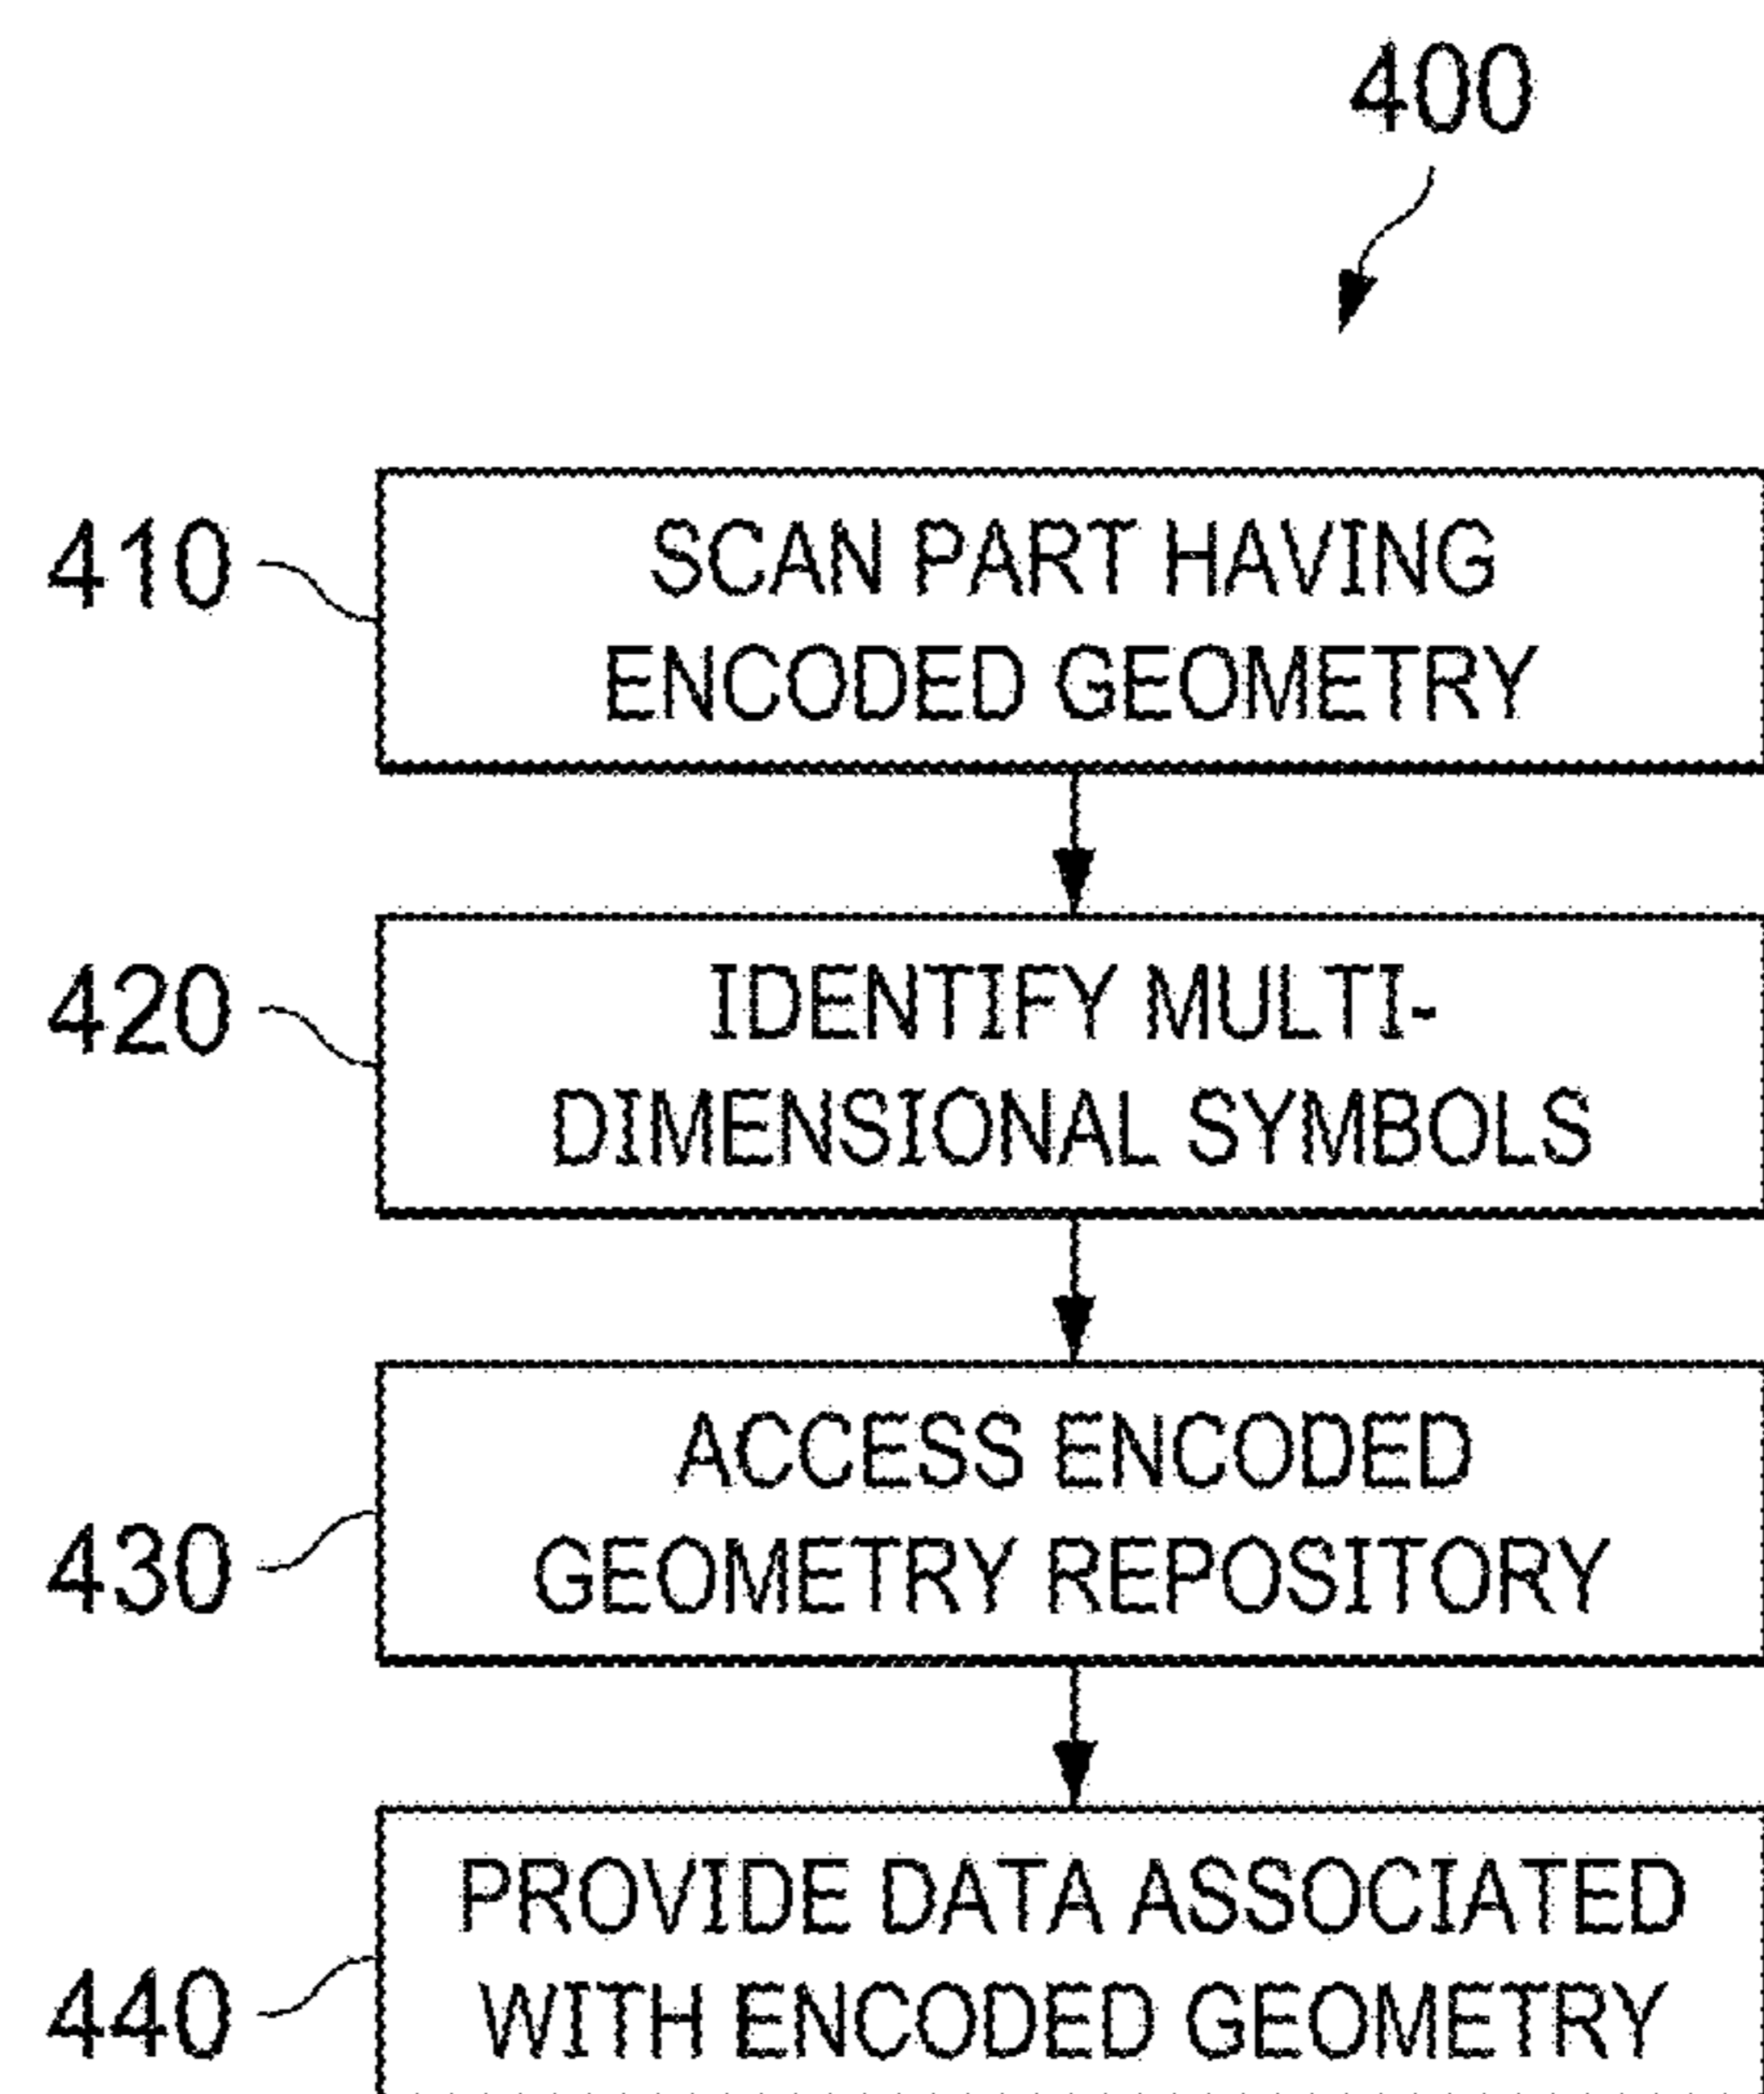 400
410
SCAN PART HAVING
ENCODED GEOMETRY
420
IDENTIFY MULTI-
DIMENSIONAL SYMBOLS
430
ACCESS ENCODED
GEOMETRY REPOSITORY
440
PROVIDE DATA ASSOCIATED
WITH ENCODED GEOMETRY